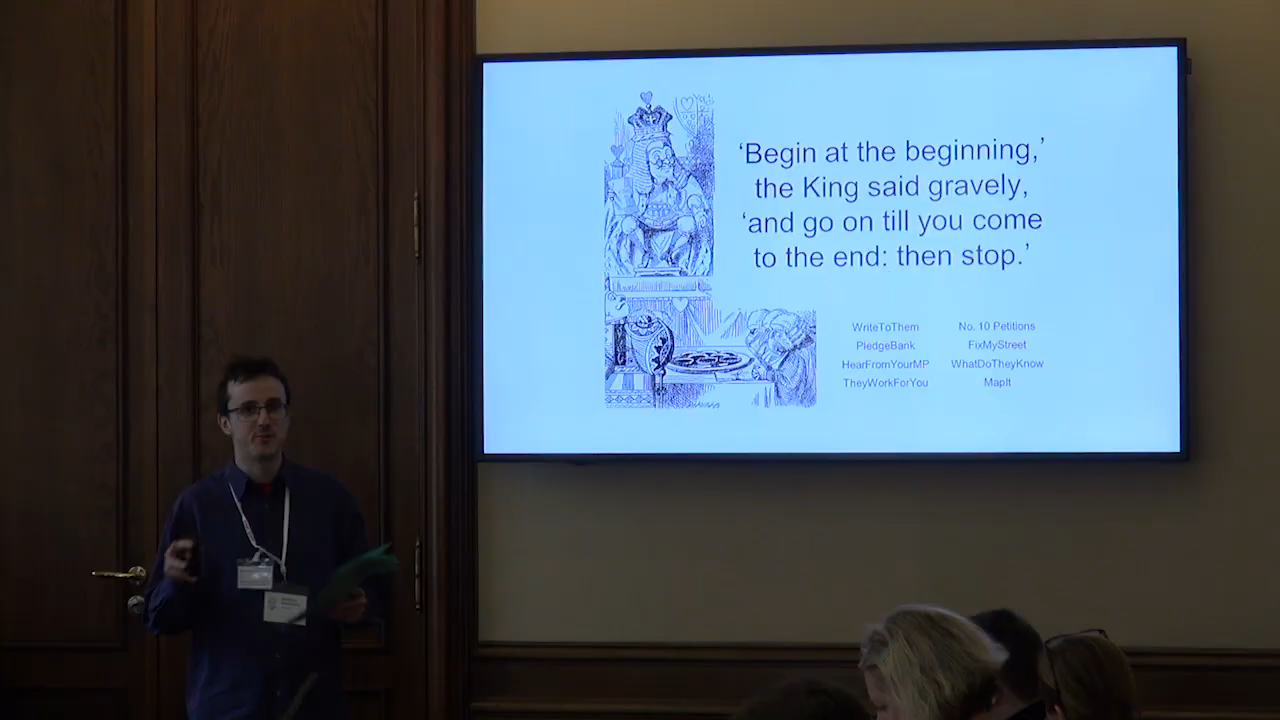 ‘Begin at the beginning,’
the King said gravely,
‘and go on till you come
to the end: then stop.’
WriteToThem
PledgeBank
HearFromYourMP
TheyWorkForYou
No. 10 Petitions
FixMyStreet
WhatDoTheyKnow
MapIt